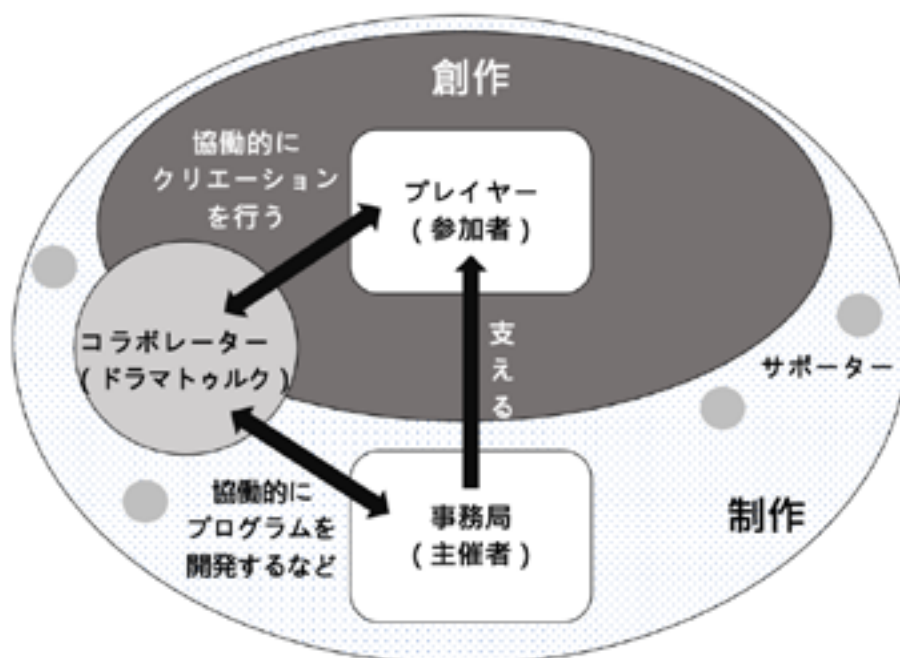 創作
協働的に
クリエーション
を行う
プレイヤー
(参加者)
コラボレーター
(ドラマトゥルク)
支える
サポーター
協働的に
プログラムを
開発するなど
事務局
(主催者)
制作